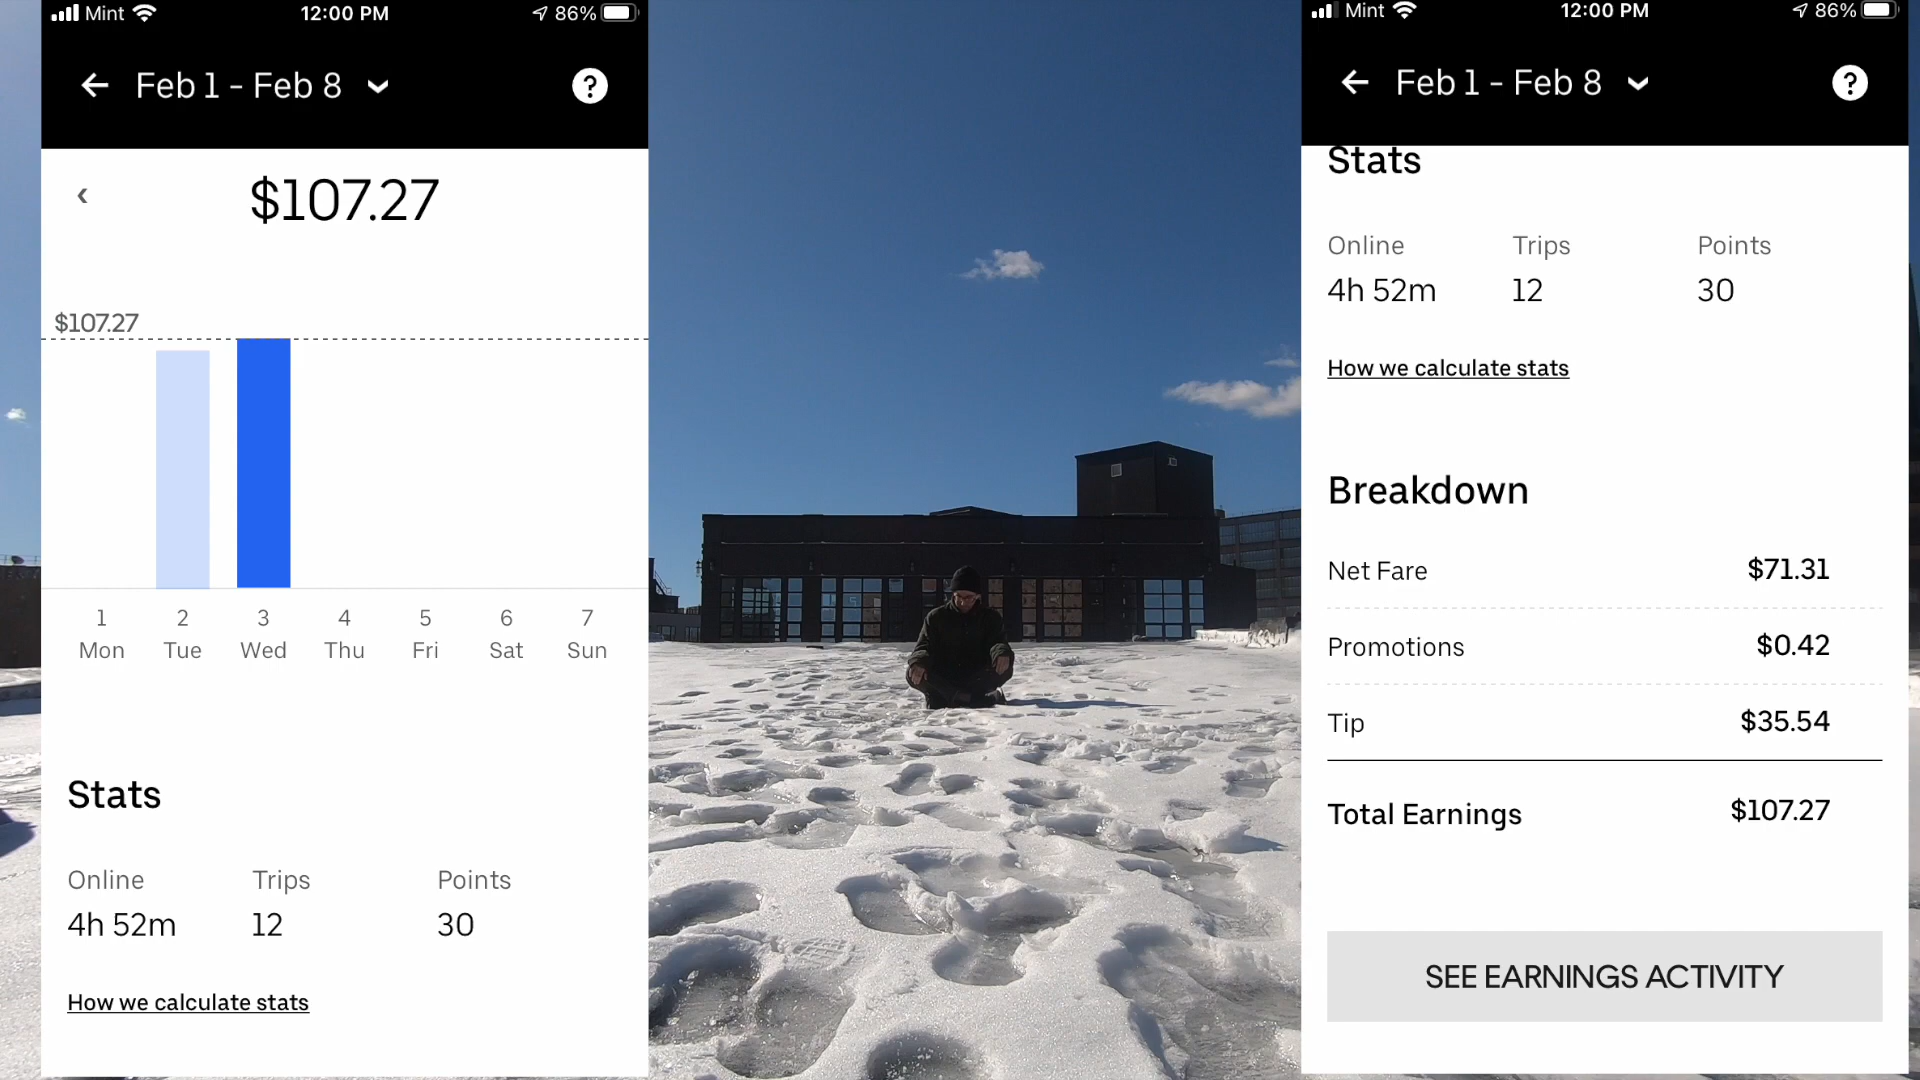 Mint 12:00 PM 86%
Feb 1 - Feb 8 ?
$107.27
$107.27
1 2 3 4 5 6 7
Mon Tue Wed Thu Fri Sat Sun
Stats
Online Trips Points
4h 52m 12 30
How we calculate stats
Mint 12:00 PM 86%
Feb 1 - Feb 8 ?
Stats
Online Trips Points
4h 52m 12 30
How we calculate stats
Breakdown
Net Fare $71.31
Promotions $0.42
Tip $35.54
Total Earnings $107.27
SEE EARNINGS ACTIVITY